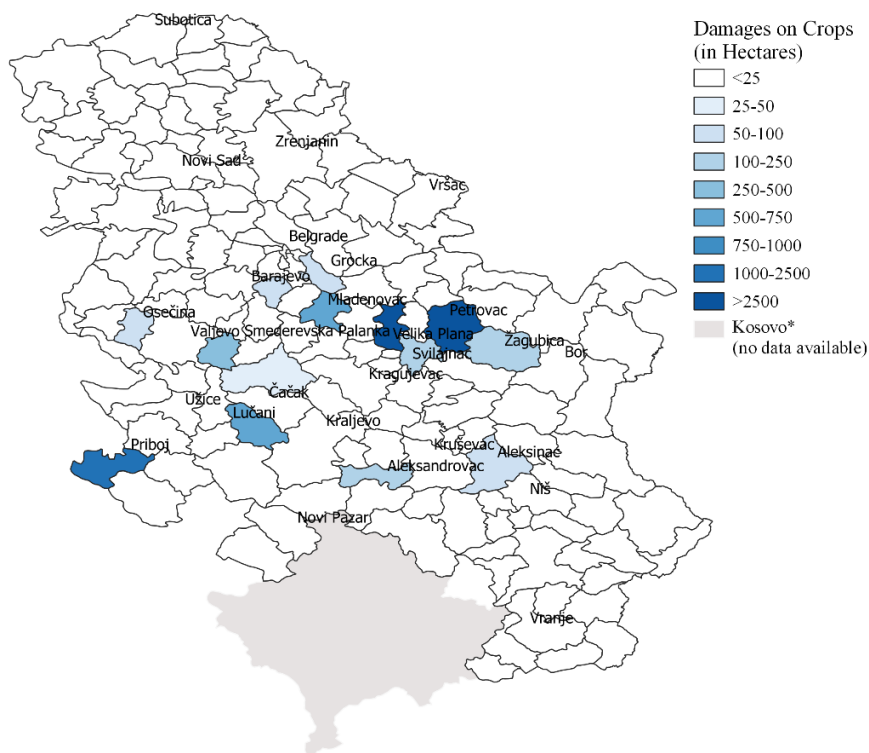 Subotica
Zrenjanin
Novi Sad
Vršac
Belgrade
Grocka
Barajevo
Mladenovac
Osečina
Petrovac
Valjevo
Smederevska Palanka
Velika Plana
Žagubica
Svilajnac
Bor
Kragujevac
Čačak
Užice
Lučani
Kraljevo
Priboj
Kruševac
Aleksinac
Aleksandrovac
Niš
Novi Pazar
Vranje
Damages on Crops
(in Hectares)
<25
25-50
50-100
100-250
250-500
500-750
750-1000
1000-2500
>2500
Kosovo*
(no data available)